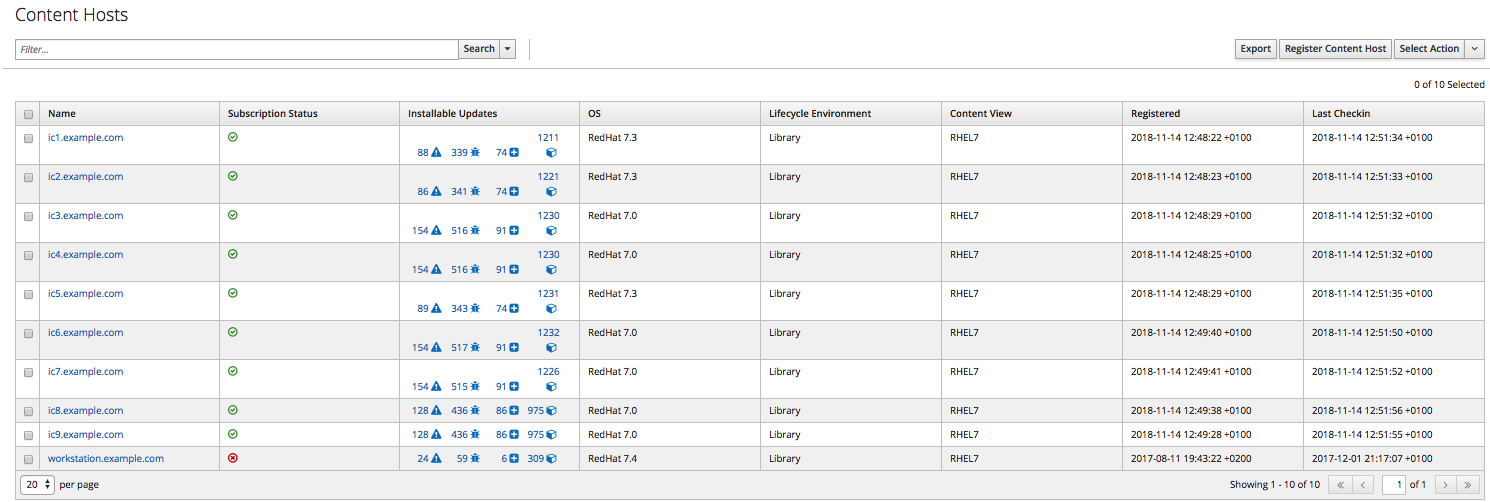 Content Hosts
Filter... Search
Export Register Content Host Select Action
0 of 10 Selected
Name Subscription Status Installable Updates OS Lifecycle Environment Content View Registered Last Checkin
ic1.example.com 1211 RedHat 7.3 Library RHEL7 2018-11-14 12:48:22 +0100 2018-11-14 12:51:34 +0100
88 339 74
ic2.example.com 1221 RedHat 7.3 Library RHEL7 2018-11-14 12:48:23 +0100 2018-11-14 12:51:33 +0100
86 341 74
ic3.example.com 1230 RedHat 7.0 Library RHEL7 2018-11-14 12:48:29 +0100 2018-11-14 12:51:32 +0100
154 516 91
ic4.example.com 1230 RedHat 7.0 Library RHEL7 2018-11-14 12:48:25 +0100 2018-11-14 12:51:32 +0100
154 516 91
ic5.example.com 1231 RedHat 7.3 Library RHEL7 2018-11-14 12:48:29 +0100 2018-11-14 12:51:35 +0100
89 343 74
ic6.example.com 1232 RedHat 7.0 Library RHEL7 2018-11-14 12:49:40 +0100 2018-11-14 12:51:50 +0100
154 517 91
ic7.example.com 1226 RedHat 7.0 Library RHEL7 2018-11-14 12:49:41 +0100 2018-11-14 12:51:52 +0100
154 515 91
ic8.example.com 128 436 86 975 RedHat 7.0 Library RHEL7 2018-11-14 12:49:38 +0100 2018-11-14 12:51:56 +0100
ic9.example.com 128 436 86 975 RedHat 7.0 Library RHEL7 2018-11-14 12:49:28 +0100 2018-11-14 12:51:55 +0100
workstation.example.com 24 59 6 309 RedHat 7.4 Library RHEL7 2017-08-11 19:43:22 +0200 2017-12-01 21:17:07 +0100
20 per page Showing 1 - 10 of 10 « < 1 of 1 > »